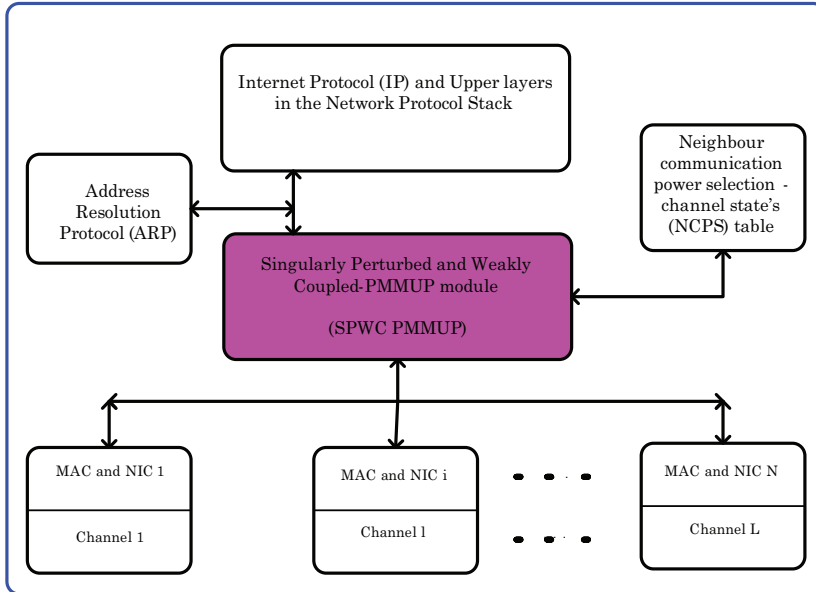 Internet Protocol (IP) and Upper layers
in the Network Protocol Stack
Neighbour
communication
power selection -
channel state's
(NCPS) table
Address
Resolution
Protocol (ARP)
Singularly Perturbed and Weakly
Coupled-PMMUP module
(SPWC PMMUP)
MAC and NIC 1
Channel 1
MAC and NIC i
Channel l
MAC and NIC N
Channel L